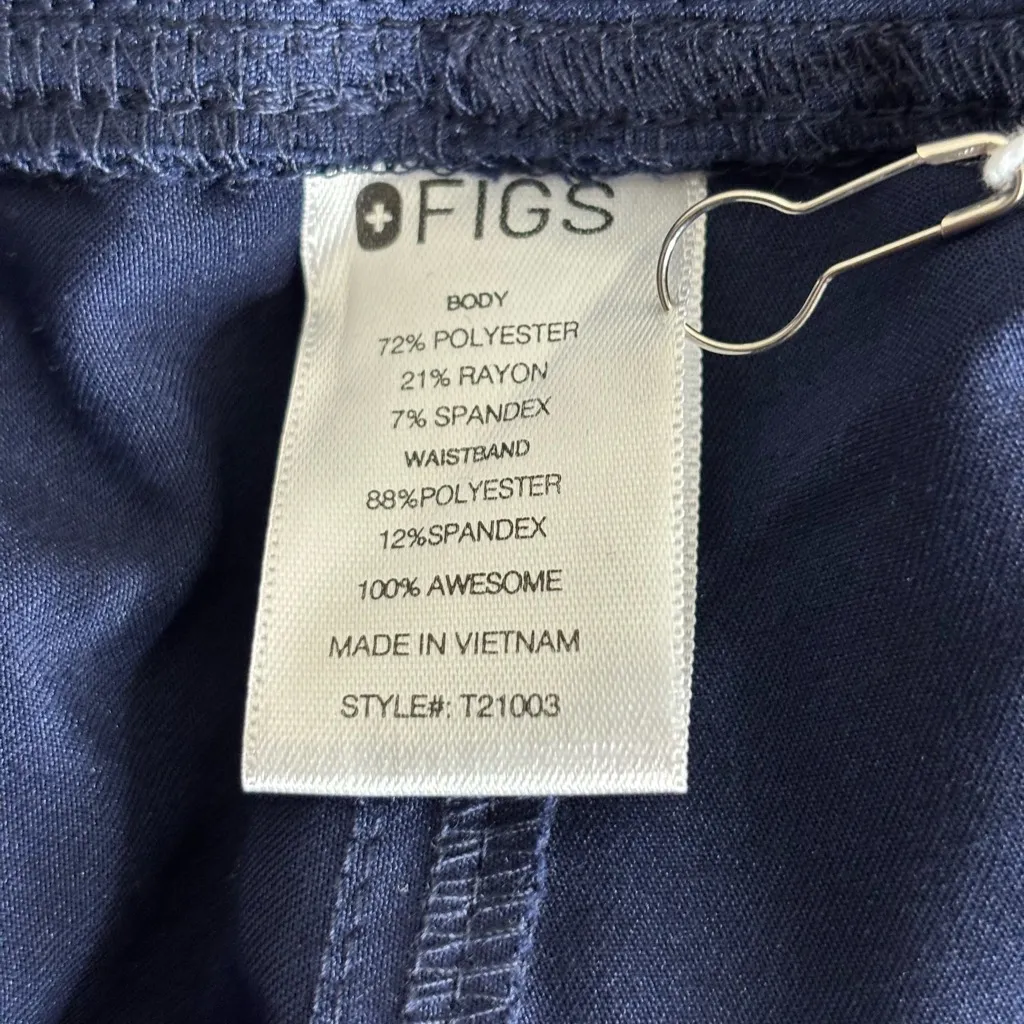 FIGS
BODY
72% POLYESTER
21% RAYON
7% SPANDEX
WAISTBAND
88%POLYESTER
12%SPANDEX
100% AWESOME
MADE IN VIETNAM
STYLE#: T21003